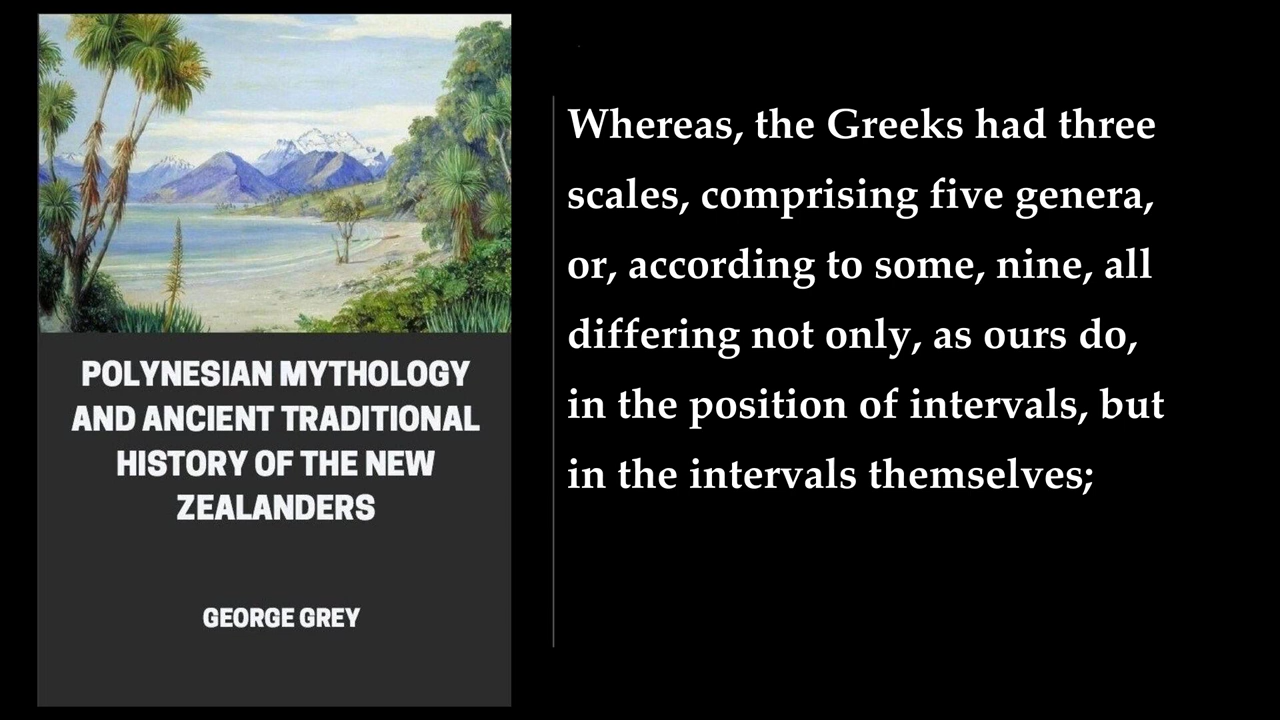 POLYNESIAN MYTHOLOGY
AND ANCIENT TRADITIONAL
HISTORY OF THE NEW
ZEALANDERS
GEORGE GREY
Whereas, the Greeks had three
scales, comprising five genera,
or, according to some, nine, all
differing not only, as ours do,
in the position of intervals, but
in the intervals themselves;